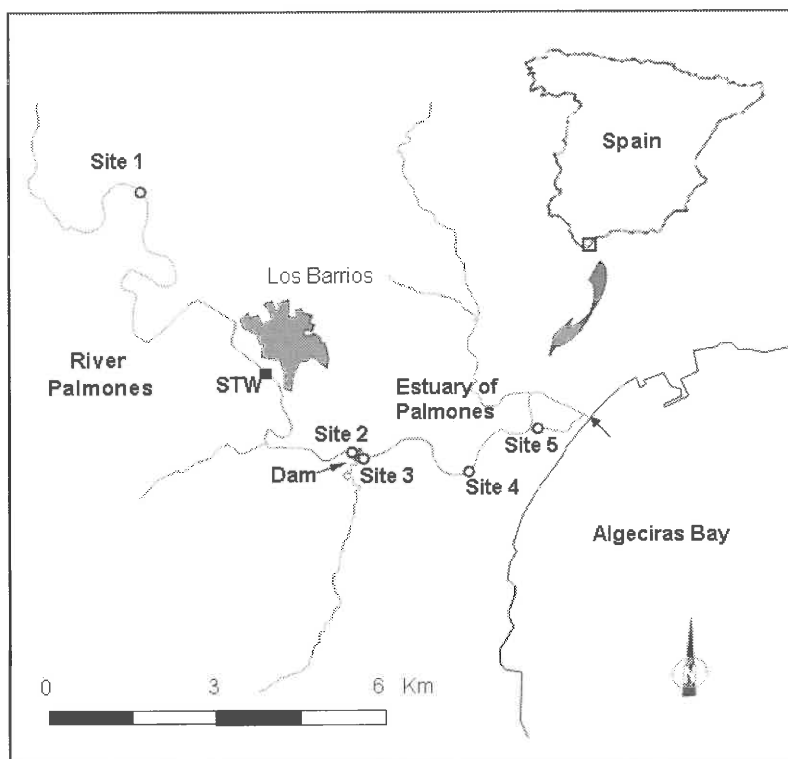 Site 1
Spain
Los Barrios
River
Palmones
STW
Estuary of
Palmones
Site 2
Site 5
Dam
Site 3
Site 4
Algeciras Bay
N
0 3 6 Km